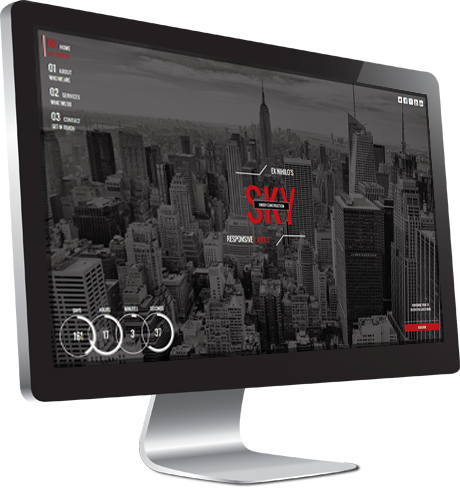 HOME
01 ABOUT
WHO WE ARE
02 SERVICES
WHAT WE DO
03 CONTACT
GET IN TOUCH
EX NIHILO'S
SKY
UNDER CONSTRUCTION
RESPONSIVE
DAYS HOURS MINUTES SECONDS
161 17 3 37